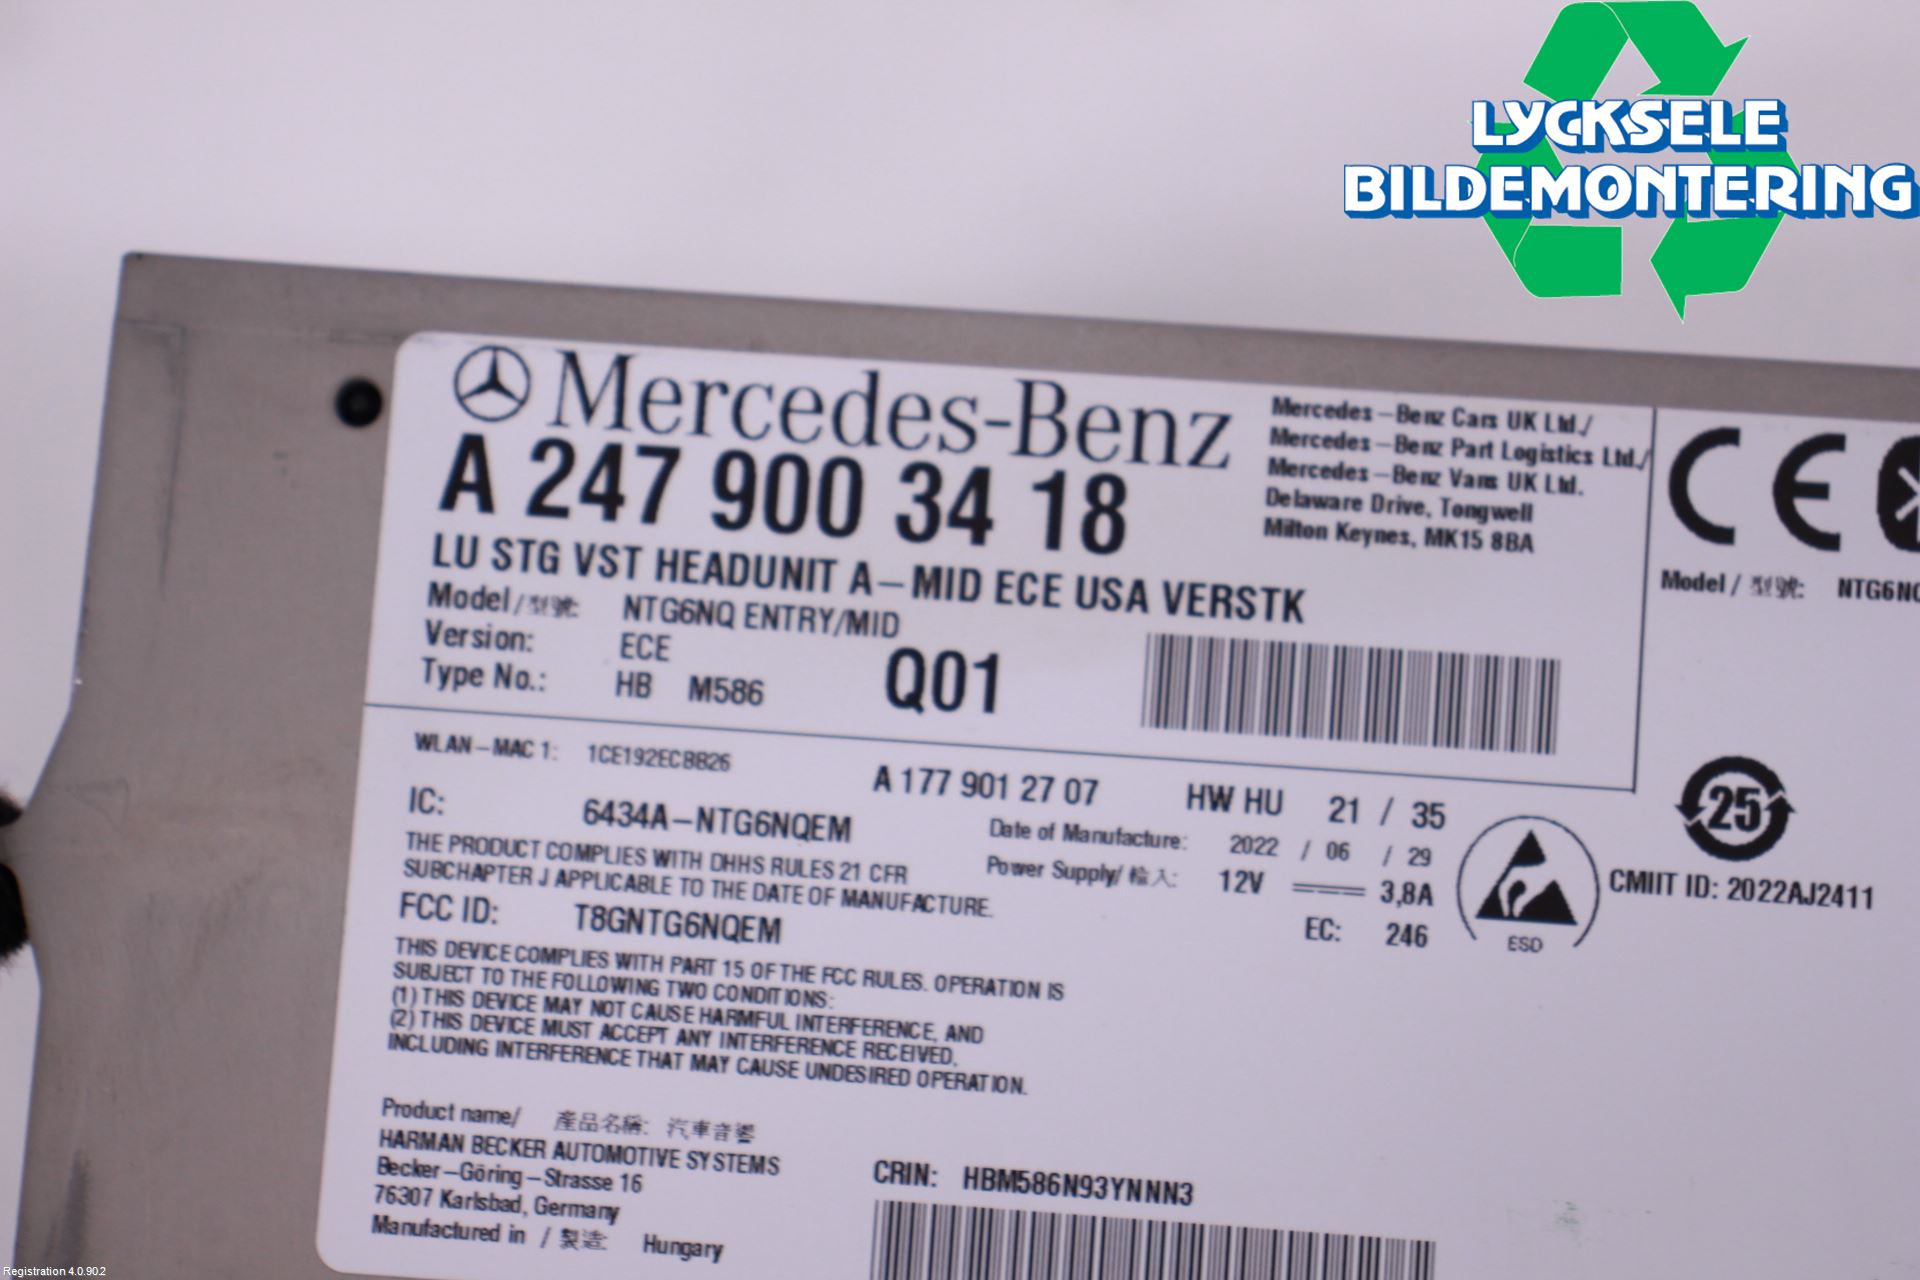 LYCKSELE
BILDEMONTERING
Mercedes-Benz
A 247 900 34 18
LU STG VST HEADUNIT A-MID ECE USA VERSTK
Model/型號: NTG6NQ ENTRY/MID
Version: ECE
Type No.: HB M586 Q01
Mercedes-Benz Cars UK Ltd./
Mercedes-Benz Part Logistics Ltd./
Mercedes-Benz Vans UK Ltd.
Delaware Drive, Tongwell
Milton Keynes, MK15 8BA
CE
Model / 型號: NTG6NQ
WLAN-MAC 1: 1CE192ECBB26
A 177 901 27 07
HW HU 21 / 35
IC: 6434A-NTG6NQEM
Date of Manufacture: 2022 / 06 / 29
THE PRODUCT COMPLIES WITH DHHS RULES 21 CFR
SUBCHAPTER J APPLICABLE TO THE DATE OF MANUFACTURE.
Power Supply/ 輸入: 12V 3,8A
EC: 246
ESD
25
CMIIT ID: 2022AJ2411
FCC ID: T8GNTG6NQEM
THIS DEVICE COMPLIES WITH PART 15 OF THE FCC RULES. OPERATION IS
SUBJECT TO THE FOLLOWING TWO CONDITIONS:
(1) THIS DEVICE MAY NOT CAUSE HARMFUL INTERFERENCE, AND
(2) THIS DEVICE MUST ACCEPT ANY INTERFERENCE RECEIVED,
INCLUDING INTERFERENCE THAT MAY CAUSE UNDESIRED OPERATION.
Product name/ 產品名稱: 汽車音響
HARMAN BECKER AUTOMOTIVE SYSTEMS
Becker-Göring-Strasse 16
76307 Karlsbad, Germany
Manufactured in / 製造: Hungary
CRIN: HBM586N93YNNN3
Registration 4.0.90.2